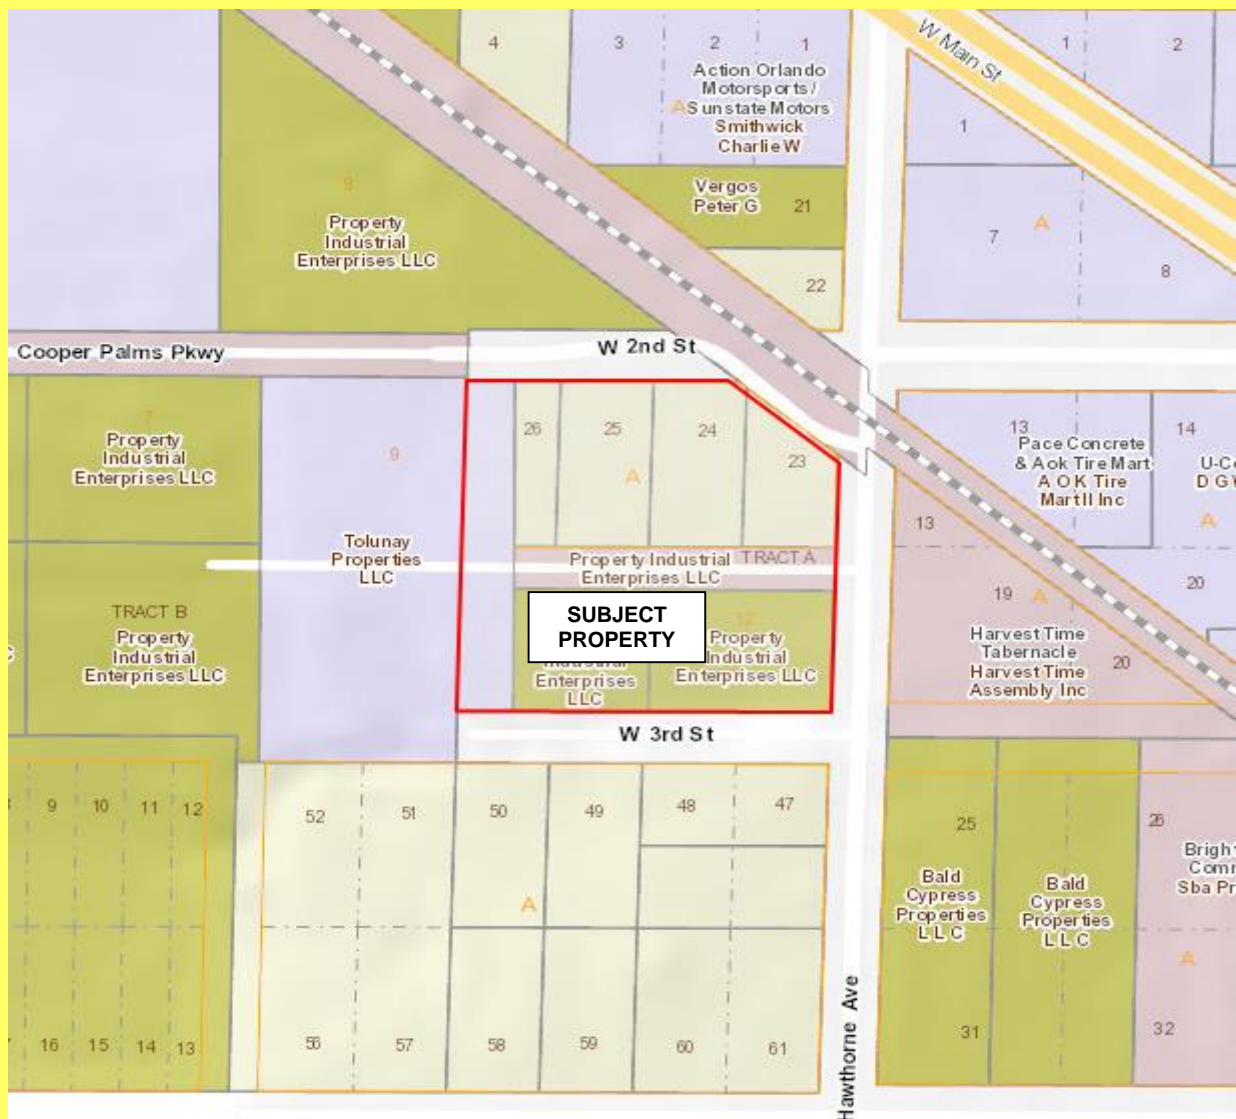 4
3
2
1
Action Orlando
Motorsports /
Sunstate Motors
Smithwick
Charlie W
A
W Main St
1
2
1
7
A
8
Vergos
Peter G
21
22
Property
Industrial
Enterprises LLC
Cooper Palms Pkwy
W 2nd St
7
Property
Industrial
Enterprises LLC
9
Tolunay
Properties
LLC
26
25
24
23
A
Property Industrial
Enterprises LLC
TRACT A
SUBJECT
PROPERTY
12
Property
Industrial
Enterprises LLC
Industrial
Enterprises
LLC
TRACT B
Property
Industrial
Enterprises LLC
13
Pace Concrete
& Aok Tire Mart
A O K Tire
Mart II Inc
14
U-Co
D G W
A
13
19
A
20
20
Harvest Time
Tabernacle
Harvest Time
Assembly Inc
W 3rd St
9
10
11
12
52
51
50
49
48
47
A
16
15
14
13
56
57
58
59
60
61
Hawthorne Ave
25
Bald
Cypress
Properties
L L C
31
Bald
Cypress
Properties
L L C
26
Brigh
Comr
Sba Pr
A
32